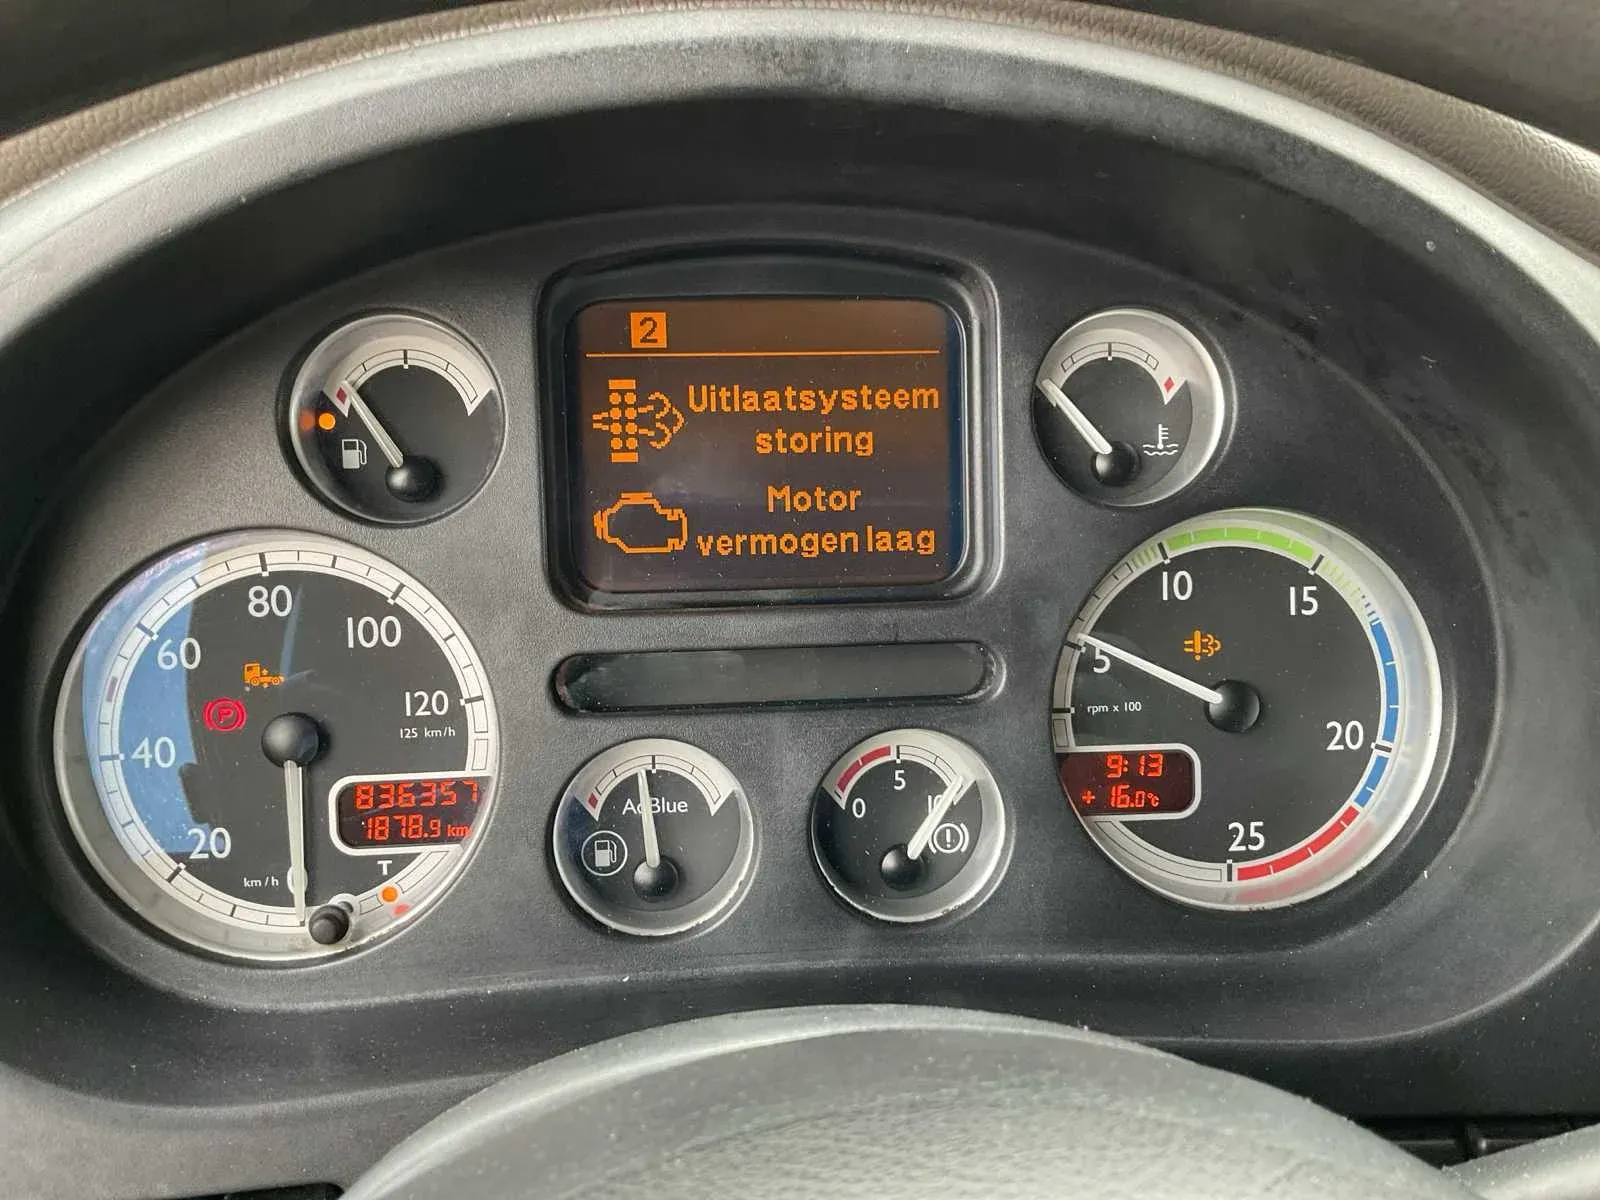 2
Uitlaatsysteem
storing
Motor
vermogen laag
20
40
60
80
100
120
125 km/h
km/h
0
P
836357
1878.9 km
T
AdBlue
0
5
10
5
10
15
20
25
rpm x 100
9:13
+ 16.0°c